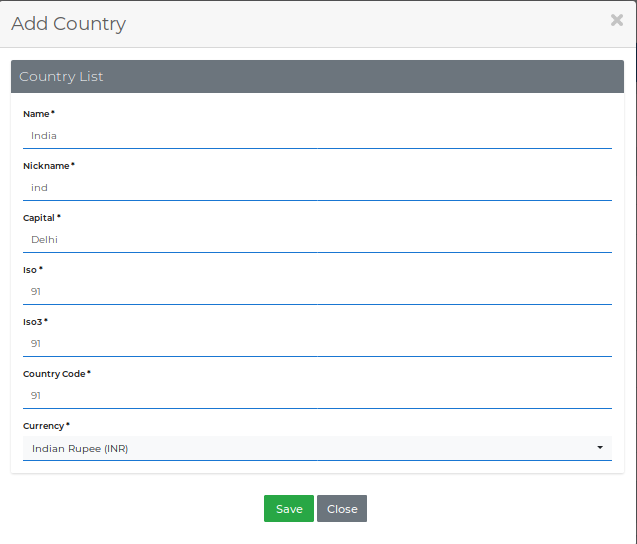 Add Country
×
Country List
Name *
India
Nickname *
ind
Capital *
Delhi
Iso *
91
Iso3 *
91
Country Code *
91
Currency *
Indian Rupee (INR)
Save Close